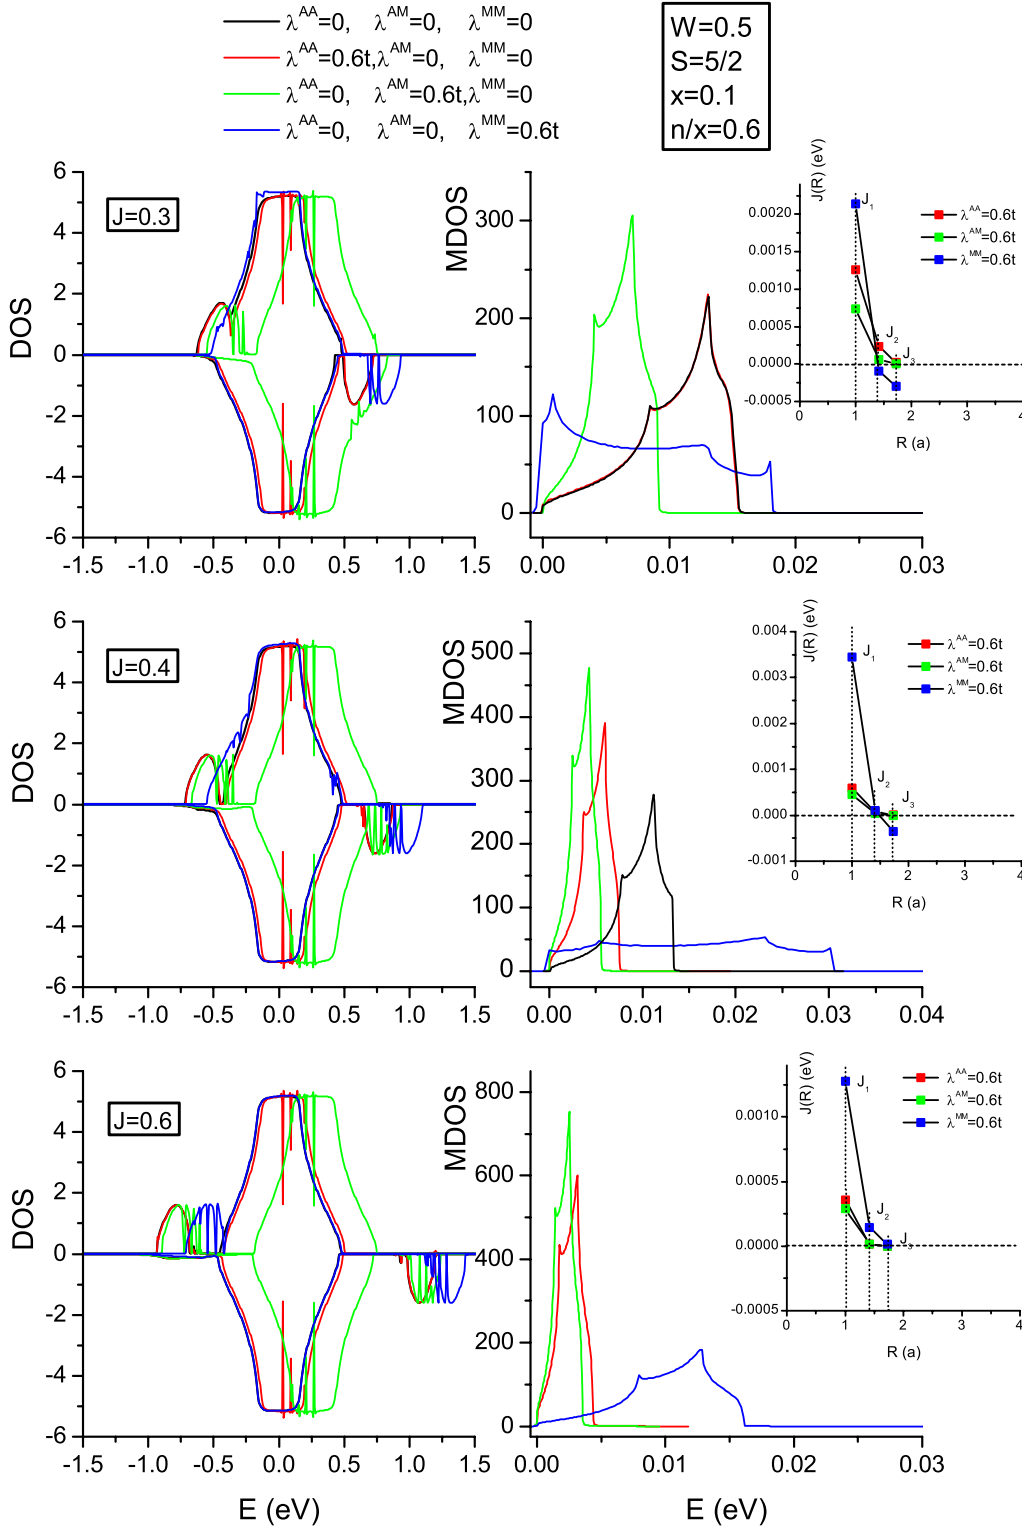 λAA=0, λAM=0, λMM=0
λAA=0.6t, λAM=0, λMM=0
λAA=0, λAM=0.6t, λMM=0
λAA=0, λAM=0, λMM=0.6t
W=0.5
S=5/2
x=0.1
n/x=0.6
J=0.3
DOS
6
4
2
0
-2
-4
-6
-1.5 -1.0 -0.5 0.0 0.5 1.0 1.5
MDOS
300
200
100
0
0.00 0.01 0.02 0.03
J(R) (eV)
0.0020
0.0015
0.0010
0.0005
0.0000
-0.0005
0 1 2 3 4
R (a)
J1
J2
J3
λAA=0.6t
λAM=0.6t
λMM=0.6t
J=0.4
DOS
6
4
2
0
-2
-4
-6
-1.5 -1.0 -0.5 0.0 0.5 1.0 1.5
MDOS
500
400
300
200
100
0
0.00 0.01 0.02 0.03 0.04
J(R) (eV)
0.004
0.003
0.002
0.001
0.000
-0.001
0 1 2 3 4
R (a)
J1
J2
J3
λAA=0.6t
λAM=0.6t
λMM=0.6t
J=0.6
DOS
6
4
2
0
-2
-4
-6
-1.5 -1.0 -0.5 0.0 0.5 1.0 1.5
E (eV)
MDOS
800
600
400
200
0
0.00 0.01 0.02 0.03
E (eV)
J(R) (eV)
0.0010
0.0005
0.0000
-0.0005
0 1 2 3 4
R (a)
J1
J2
J3
λAA=0.6t
λAM=0.6t
λMM=0.6t